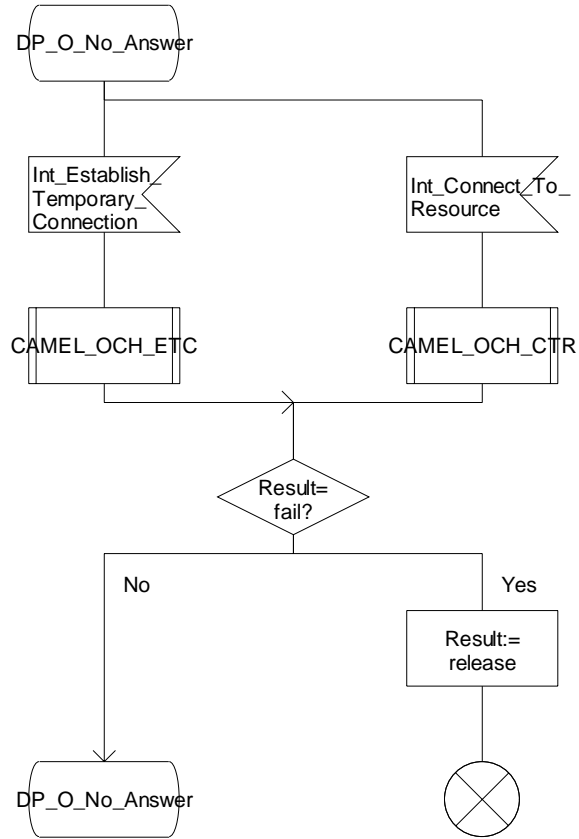 DP_O_No_Answer
Int_Establish_
Temporary_
Connection
Int_Connect_To_
Resource
CAMEL_OCH_ETC
CAMEL_OCH_CTR
Result=
fail?
No
Yes
Result:=
release
DP_O_No_Answer